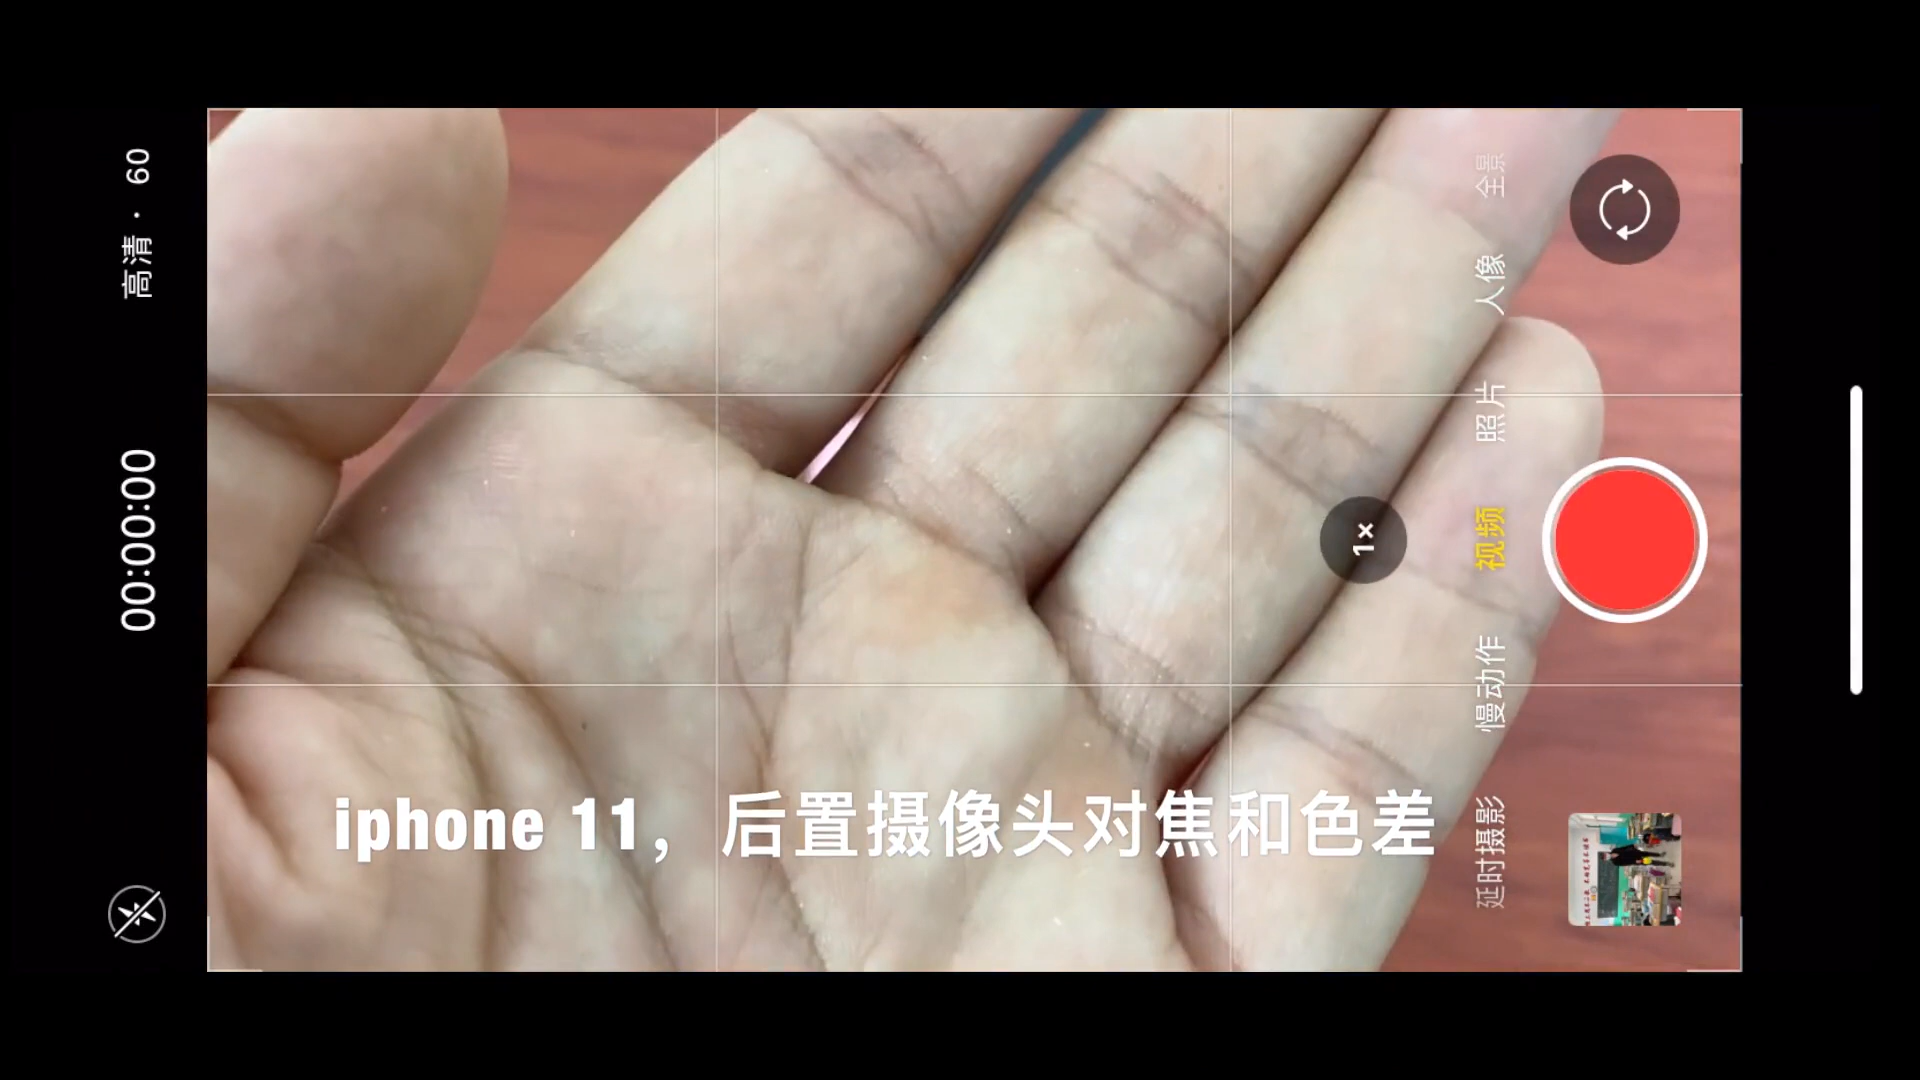 高清 · 60
00:00:00
全景
人像
照片
视频
慢动作
延时摄影
1×
iphone 11，后置摄像头对焦和色差